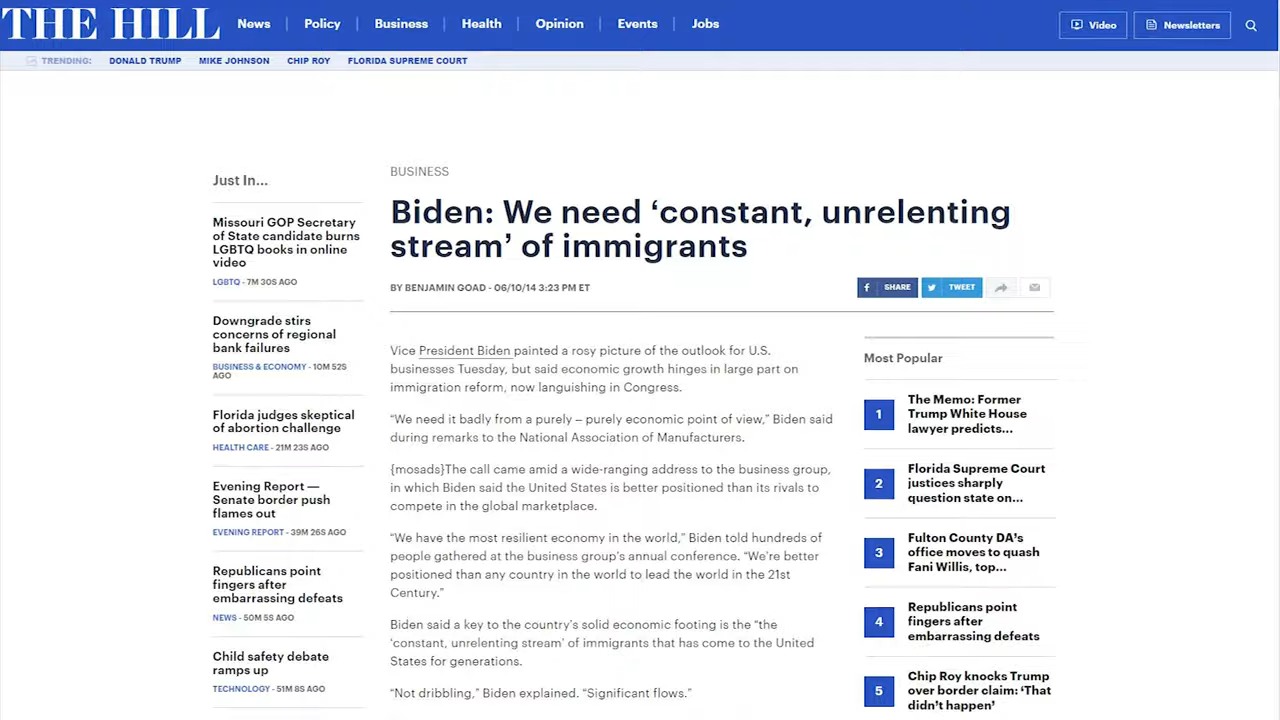 THE HILL
News
Policy
Business
Health
Opinion
Events
Jobs
Video
Newsletters
TRENDING:
DONALD TRUMP
MIKE JOHNSON
CHIP ROY
FLORIDA SUPREME COURT
Just In...
Missouri GOP Secretary
of State candidate burns
LGBTQ books in online
video
LGBTQ - 7M 30S AGO
Downgrade stirs
concerns of regional
bank failures
BUSINESS & ECONOMY - 10M 52S
AGO
Florida judges skeptical
of abortion challenge
HEALTH CARE - 21M 23S AGO
Evening Report —
Senate border push
flames out
EVENING REPORT - 39M 26S AGO
Republicans point
fingers after
embarrassing defeats
NEWS - 50M 5S AGO
Child safety debate
ramps up
TECHNOLOGY - 51M 8S AGO
BUSINESS
Biden: We need ‘constant, unrelenting
stream’ of immigrants
BY BENJAMIN GOAD - 06/10/14 3:23 PM ET
SHARE
TWEET
Vice President Biden painted a rosy picture of the outlook for U.S.
businesses Tuesday, but said economic growth hinges in large part on
immigration reform, now languishing in Congress.
“We need it badly from a purely – purely economic point of view,” Biden said
during remarks to the National Association of Manufacturers.
{mosads}The call came amid a wide-ranging address to the business group,
in which Biden said the United States is better positioned than its rivals to
compete in the global marketplace.
“We have the most resilient economy in the world,” Biden told hundreds of
people gathered at the business group’s annual conference. “We’re better
positioned than any country in the world to lead the world in the 21st
Century.”
Biden said a key to the country’s solid economic footing is the “the
‘constant, unrelenting stream’ of immigrants that has come to the United
States for generations.
“Not dribbling,” Biden explained. “Significant flows.”
Most Popular
1
The Memo: Former
Trump White House
lawyer predicts...
2
Florida Supreme Court
justices sharply
question state on...
3
Fulton County DA’s
office moves to quash
Fani Willis, top...
4
Republicans point
fingers after
embarrassing defeats
5
Chip Roy knocks Trump
over border claim: ‘That
didn’t happen’